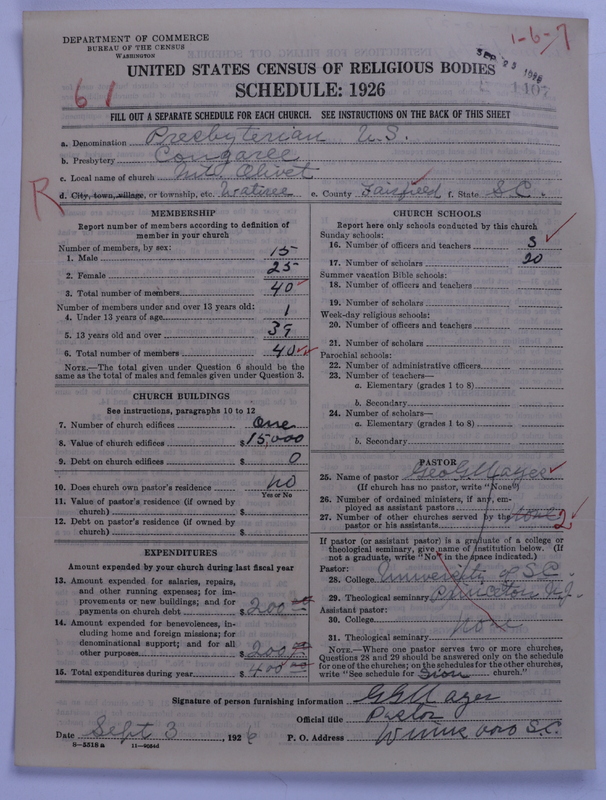 DEPARTMENT OF COMMERCE
BUREAU OF THE CENSUS
WASHINGTON
1-6-7
SEP 23 1926
1407
61
UNITED STATES CENSUS OF RELIGIOUS BODIES
SCHEDULE: 1926
FILL OUT A SEPARATE SCHEDULE FOR EACH CHURCH. SEE INSTRUCTIONS ON THE BACK OF THIS SHEET
a. Denomination Presbyterian U.S.
b. Presbytery Congaree
c. Local name of church Mt. Olivet
R
d. City, town, village, or township, etc. Wateree e. County Fairfield f. State S.C.
MEMBERSHIP
Report number of members according to definition of member in your church
Number of members, by sex:
1. Male 15
2. Female 25
3. Total number of members 40
Number of members under and over 13 years old:
4. Under 13 years of age 1
5. 13 years old and over 39
6. Total number of members 40
NOTE.—The total given under Question 6 should be the same as the total of males and females given under Question 3.
CHURCH BUILDINGS
See instructions, paragraphs 10 to 12
7. Number of church edifices One
8. Value of church edifices $15,000
9. Debt on church edifices $ 0
10. Does church own pastor's residence no
Yes or No
11. Value of pastor's residence (if owned by church) $
12. Debt on pastor's residence (if owned by church) $
EXPENDITURES
Amount expended by your church during last fiscal year
13. Amount expended for salaries, repairs, and other running expenses; for improvements or new buildings; and for payments on church debt $200 00
14. Amount expended for benevolences, including home and foreign missions; for denominational support; and for all other purposes $200 00
15. Total expenditures during year $400 00
CHURCH SCHOOLS
Report here only schools conducted by this church
Sunday schools:
16. Number of officers and teachers 3
17. Number of scholars 20
Summer vacation Bible schools:
18. Number of officers and teachers
19. Number of scholars
Week-day religious schools:
20. Number of officers and teachers
21. Number of scholars
Parochial schools:
22. Number of administrative officers
23. Number of teachers—
a. Elementary (grades 1 to 8)
b. Secondary
24. Number of scholars—
a. Elementary (grades 1 to 8)
b. Secondary
PASTOR
25. Name of pastor Geo G Mayes
(If church has no pastor, write "None")
26. Number of ordained ministers, if any, employed as assistant pastors
27. Number of other churches served by the pastor or his assistants 2
If pastor (or assistant pastor) is a graduate of a college or theological seminary, give name of institution below. (If not a graduate, write "No" in the space indicated.)
Pastor:
28. College University of S.C.
29. Theological seminary Princeton N.J.
Assistant pastor:
30. College none
31. Theological seminary
NOTE.—Where one pastor serves two or more churches, Questions 28 and 29 should be answered only on the schedule for one of the churches; on the schedules for the other churches, write "See schedule for Sion church."
Signature of person furnishing information G G Mayes
Official title Pastor
Date Sept 3, 1926 P. O. Address Winnsboro S.C.
8—5318 a 11—9034d